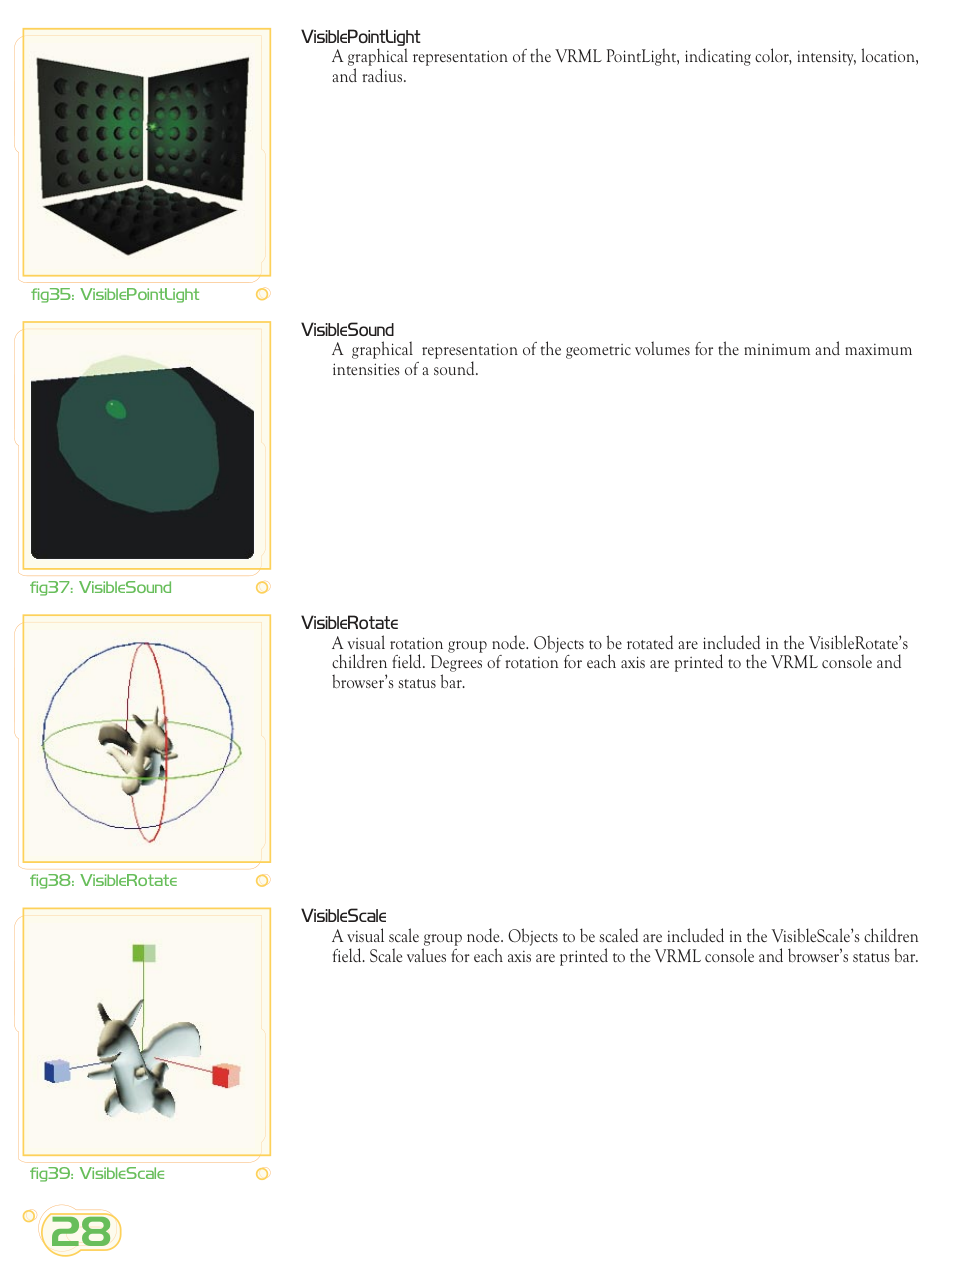 VisiblePointLight
A graphical representation of the VRML PointLight, indicating color, intensity, location,
and radius.
fig35: VisiblePointLight
VisibleSound
A graphical representation of the geometric volumes for the minimum and maximum
intensities of a sound.
fig37: VisibleSound
VisibleRotate
A visual rotation group node. Objects to be rotated are included in the VisibleRotate's
children field. Degrees of rotation for each axis are printed to the VRML console and
browser's status bar.
fig38: VisibleRotate
VisibleScale
A visual scale group node. Objects to be scaled are included in the VisibleScale's children
field. Scale values for each axis are printed to the VRML console and browser's status bar.
fig39: VisibleScale
28